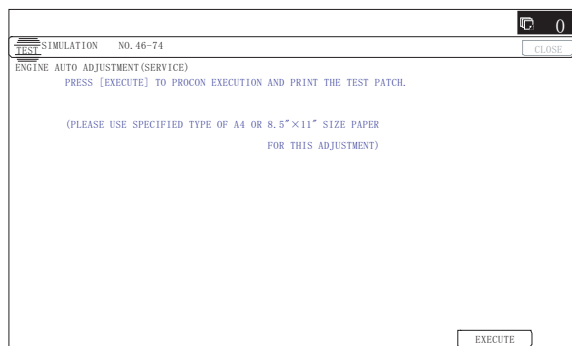 0
TEST SIMULATION NO.46-74
CLOSE
ENGINE AUTO ADJUSTMENT(SERVICE)
PRESS [EXECUTE] TO PROCON EXECUTION AND PRINT THE TEST PATCH.
(PLEASE USE SPECIFIED TYPE OF A4 OR 8.5″×11″ SIZE PAPER
FOR THIS ADJUSTMENT)
EXECUTE